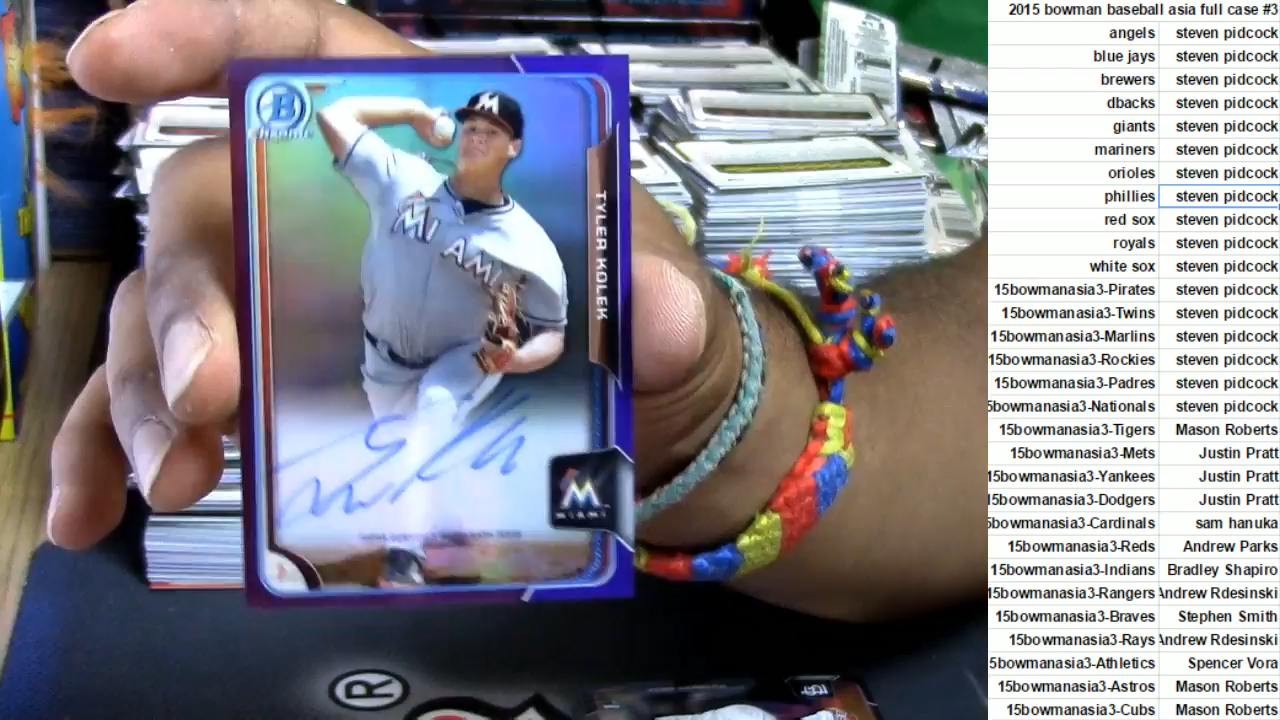 B
Chrome
M
MIAMI
TYLER KOLEK
M
MIAMI
®
2015 bowman baseball asia full case #3
angels steven pidcock
blue jays steven pidcock
brewers steven pidcock
dbacks steven pidcock
giants steven pidcock
mariners steven pidcock
orioles steven pidcock
phillies steven pidcock
red sox steven pidcock
royals steven pidcock
white sox steven pidcock
15bowmanasia3-Pirates steven pidcock
15bowmanasia3-Twins steven pidcock
15bowmanasia3-Marlins steven pidcock
15bowmanasia3-Rockies steven pidcock
15bowmanasia3-Padres steven pidcock
5bowmanasia3-Nationals steven pidcock
15bowmanasia3-Tigers Mason Roberts
15bowmanasia3-Mets Justin Pratt
15bowmanasia3-Yankees Justin Pratt
15bowmanasia3-Dodgers Justin Pratt
5bowmanasia3-Cardinals sam hanuka
15bowmanasia3-Reds Andrew Parks
15bowmanasia3-Indians Bradley Shapiro
15bowmanasia3-Rangers Andrew Rdesinski
15bowmanasia3-Braves Stephen Smith
15bowmanasia3-Rays Andrew Rdesinski
5bowmanasia3-Athletics Spencer Vora
15bowmanasia3-Astros Mason Roberts
15bowmanasia3-Cubs Mason Roberts